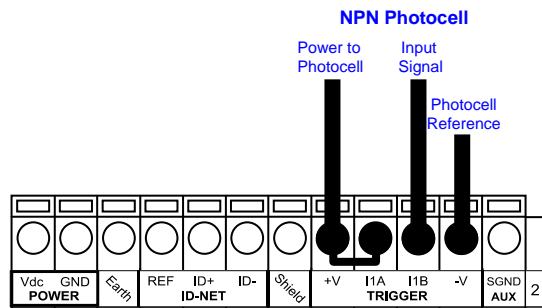 NPN Photocell
Power to Photocell
Input Signal
Photocell Reference
Vdc GND Earth REF ID+ ID- Shield +V I1A I1B -V SGND 2
POWER ID-NET TRIGGER AUX